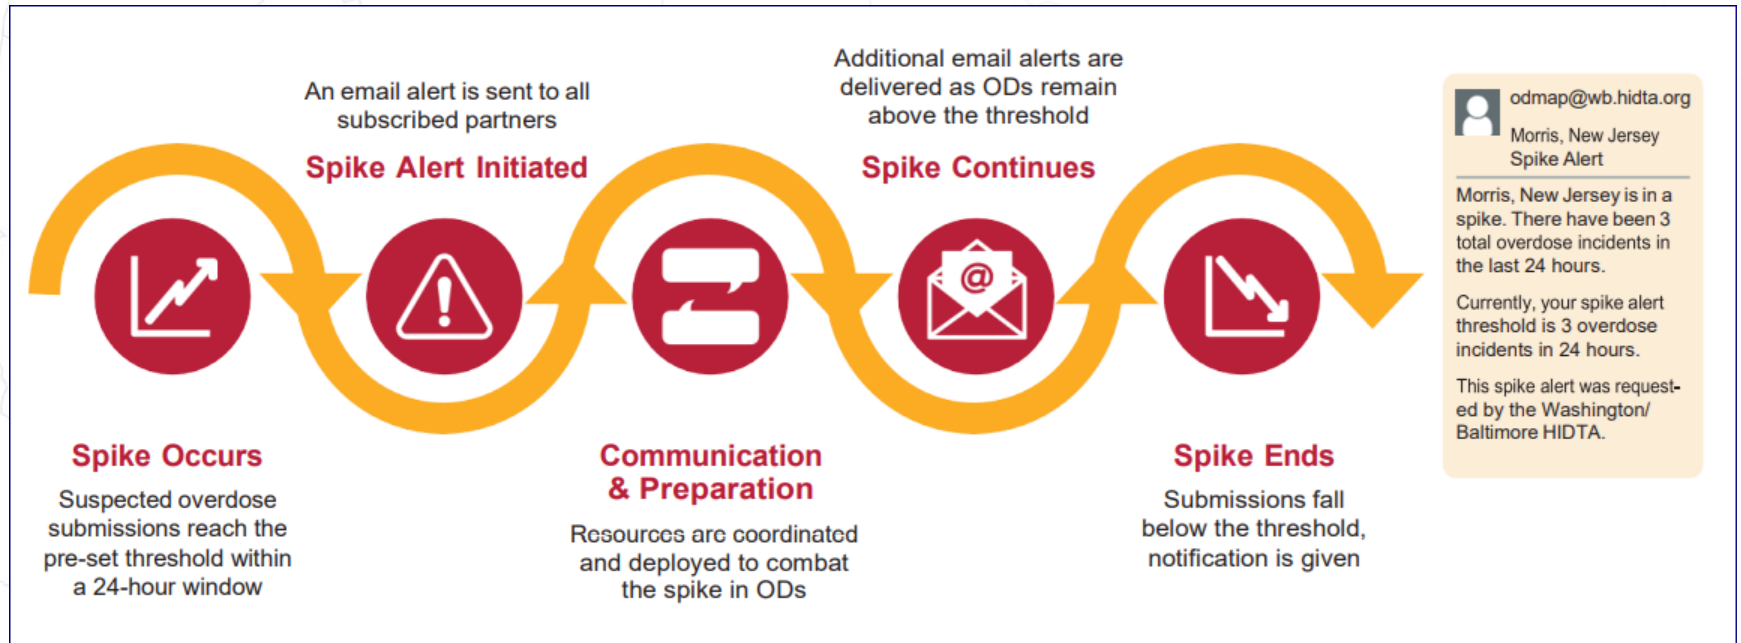 Spike Occurs
Suspected overdose
submissions reach the
pre-set threshold within
a 24-hour window
An email alert is sent to all
subscribed partners
Spike Alert Initiated
Communication
& Preparation
Resources are coordinated
and deployed to combat
the spike in ODs
Additional email alerts are
delivered as ODs remain
above the threshold
Spike Continues
@
Spike Ends
Submissions fall
below the threshold,
notification is given
odmap@wb.hidta.org
Morris, New Jersey
Spike Alert
Morris, New Jersey is in a
spike. There have been 3
total overdose incidents in
the last 24 hours.
Currently, your spike alert
threshold is 3 overdose
incidents in 24 hours.
This spike alert was request-
ed by the Washington/
Baltimore HIDTA.